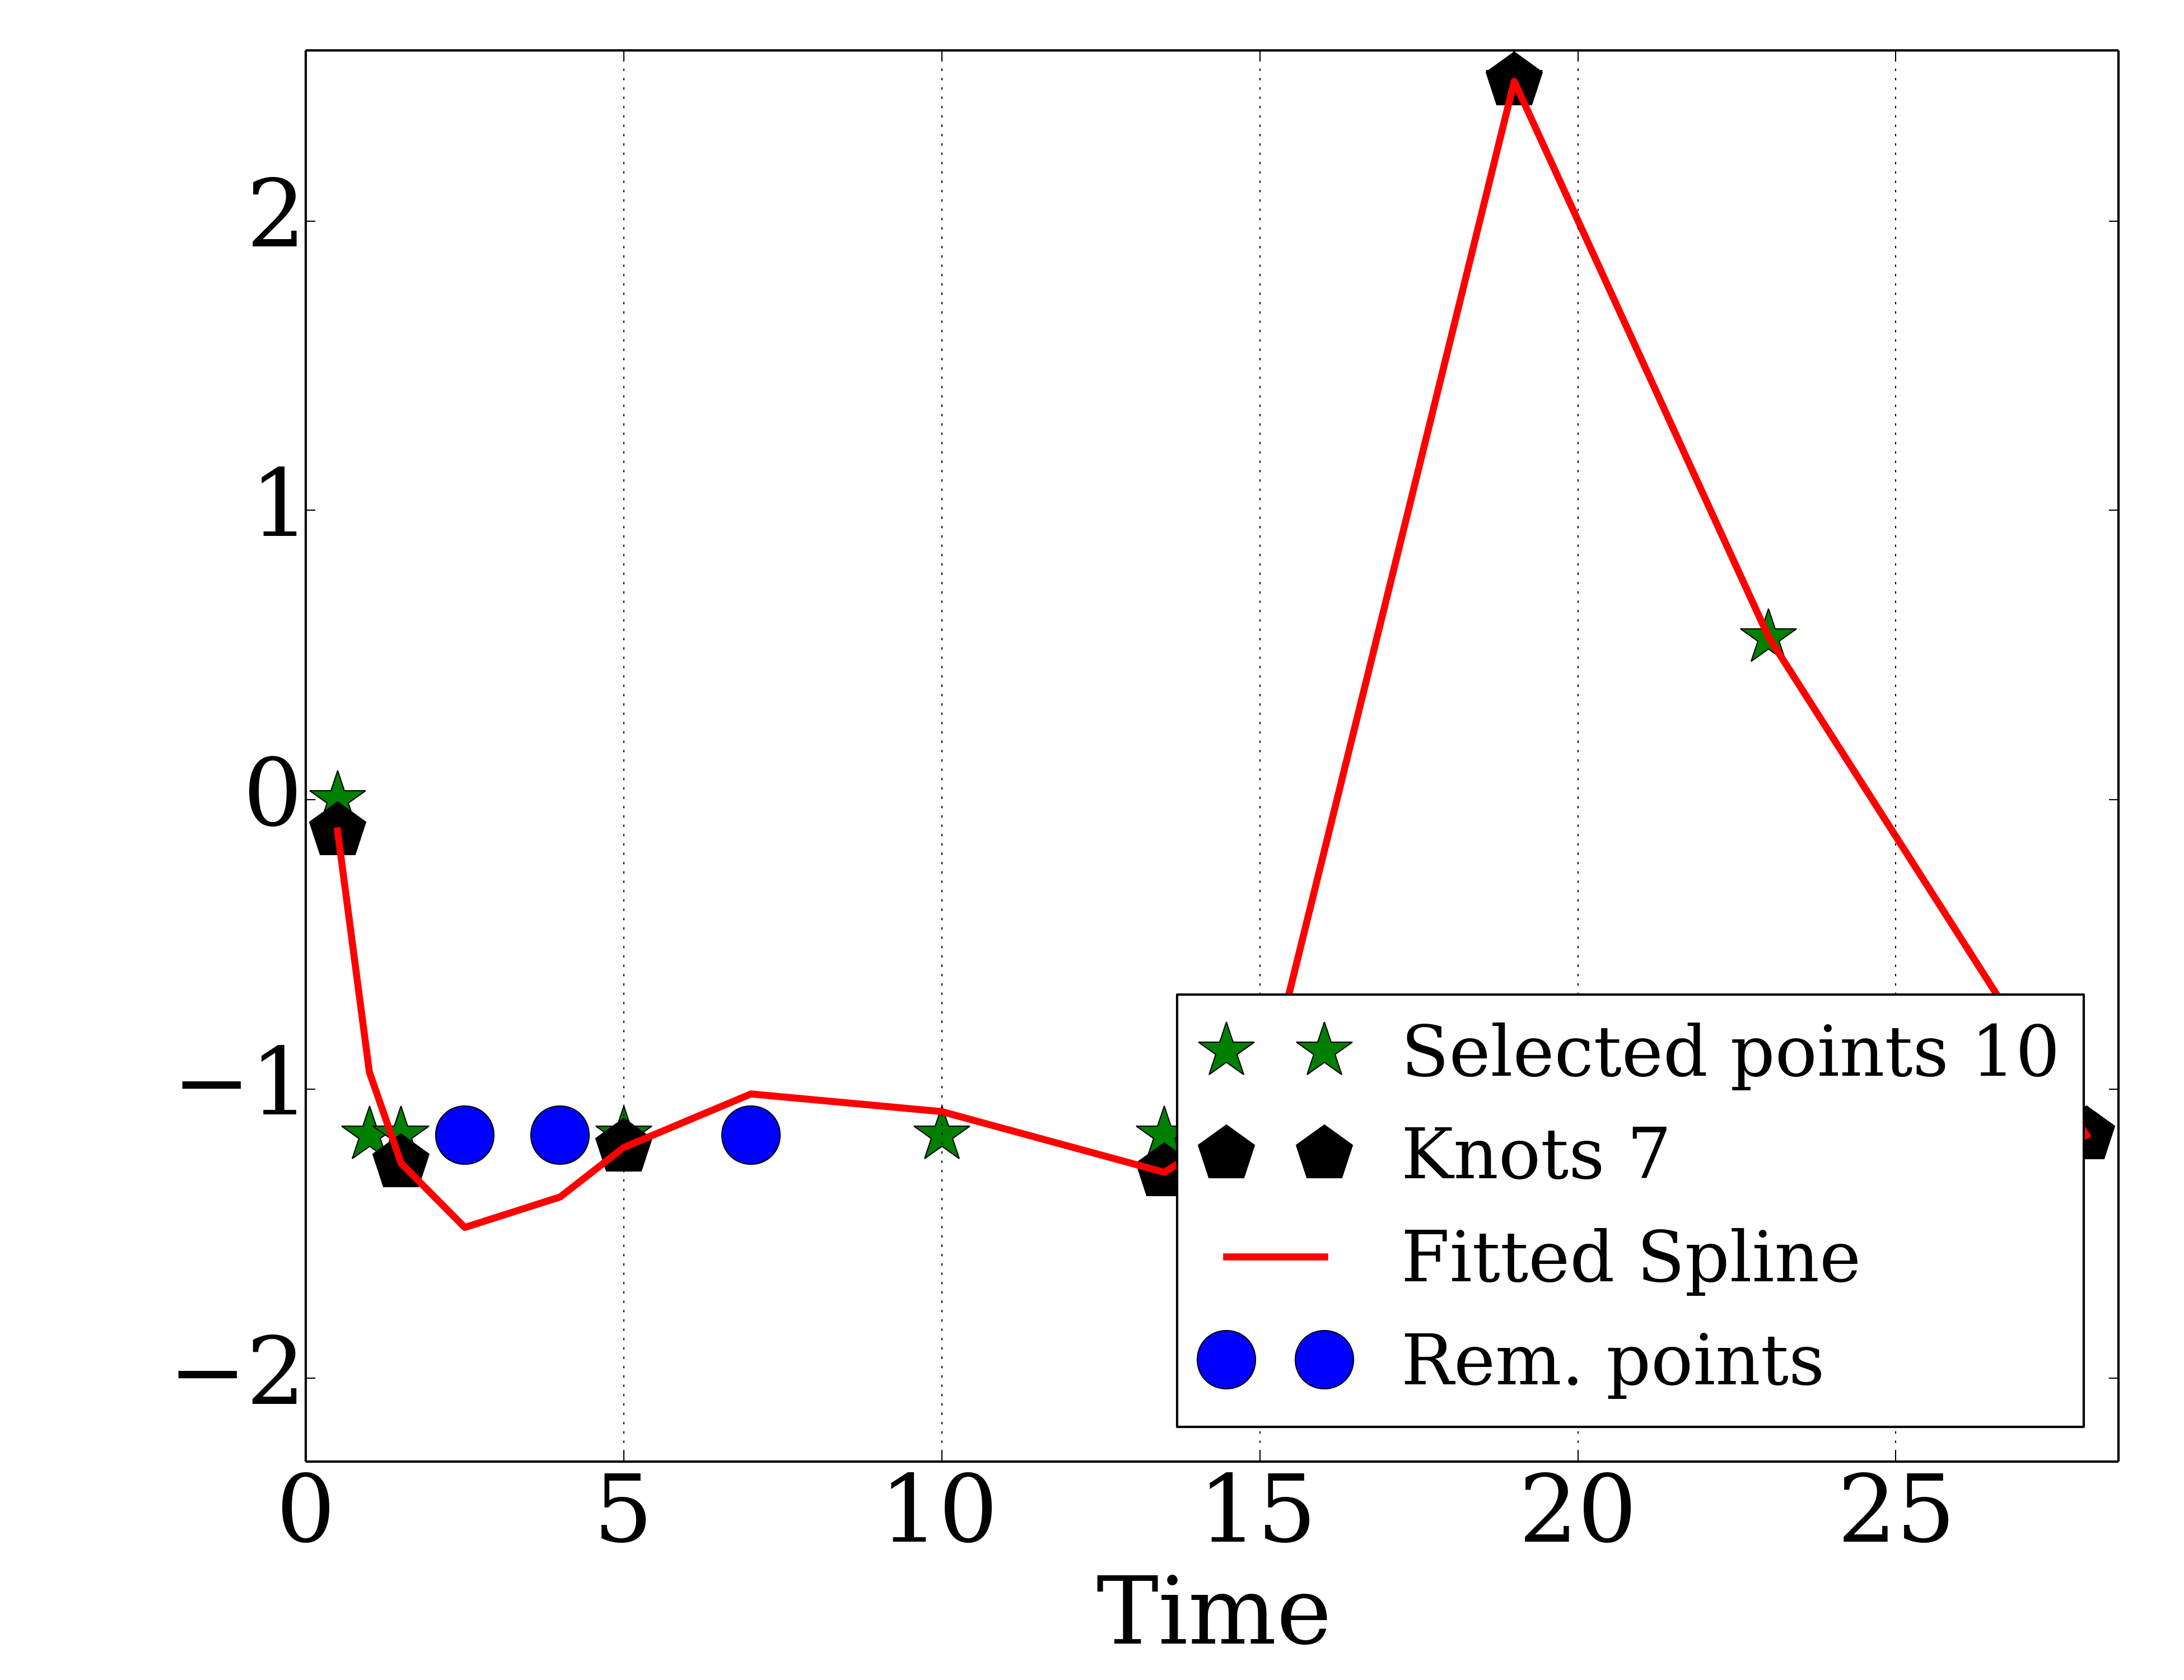 2
1
0
−1
−2
0 5 10 15 20 25
Time
Selected points 10
Knots 7
Fitted Spline
Rem. points